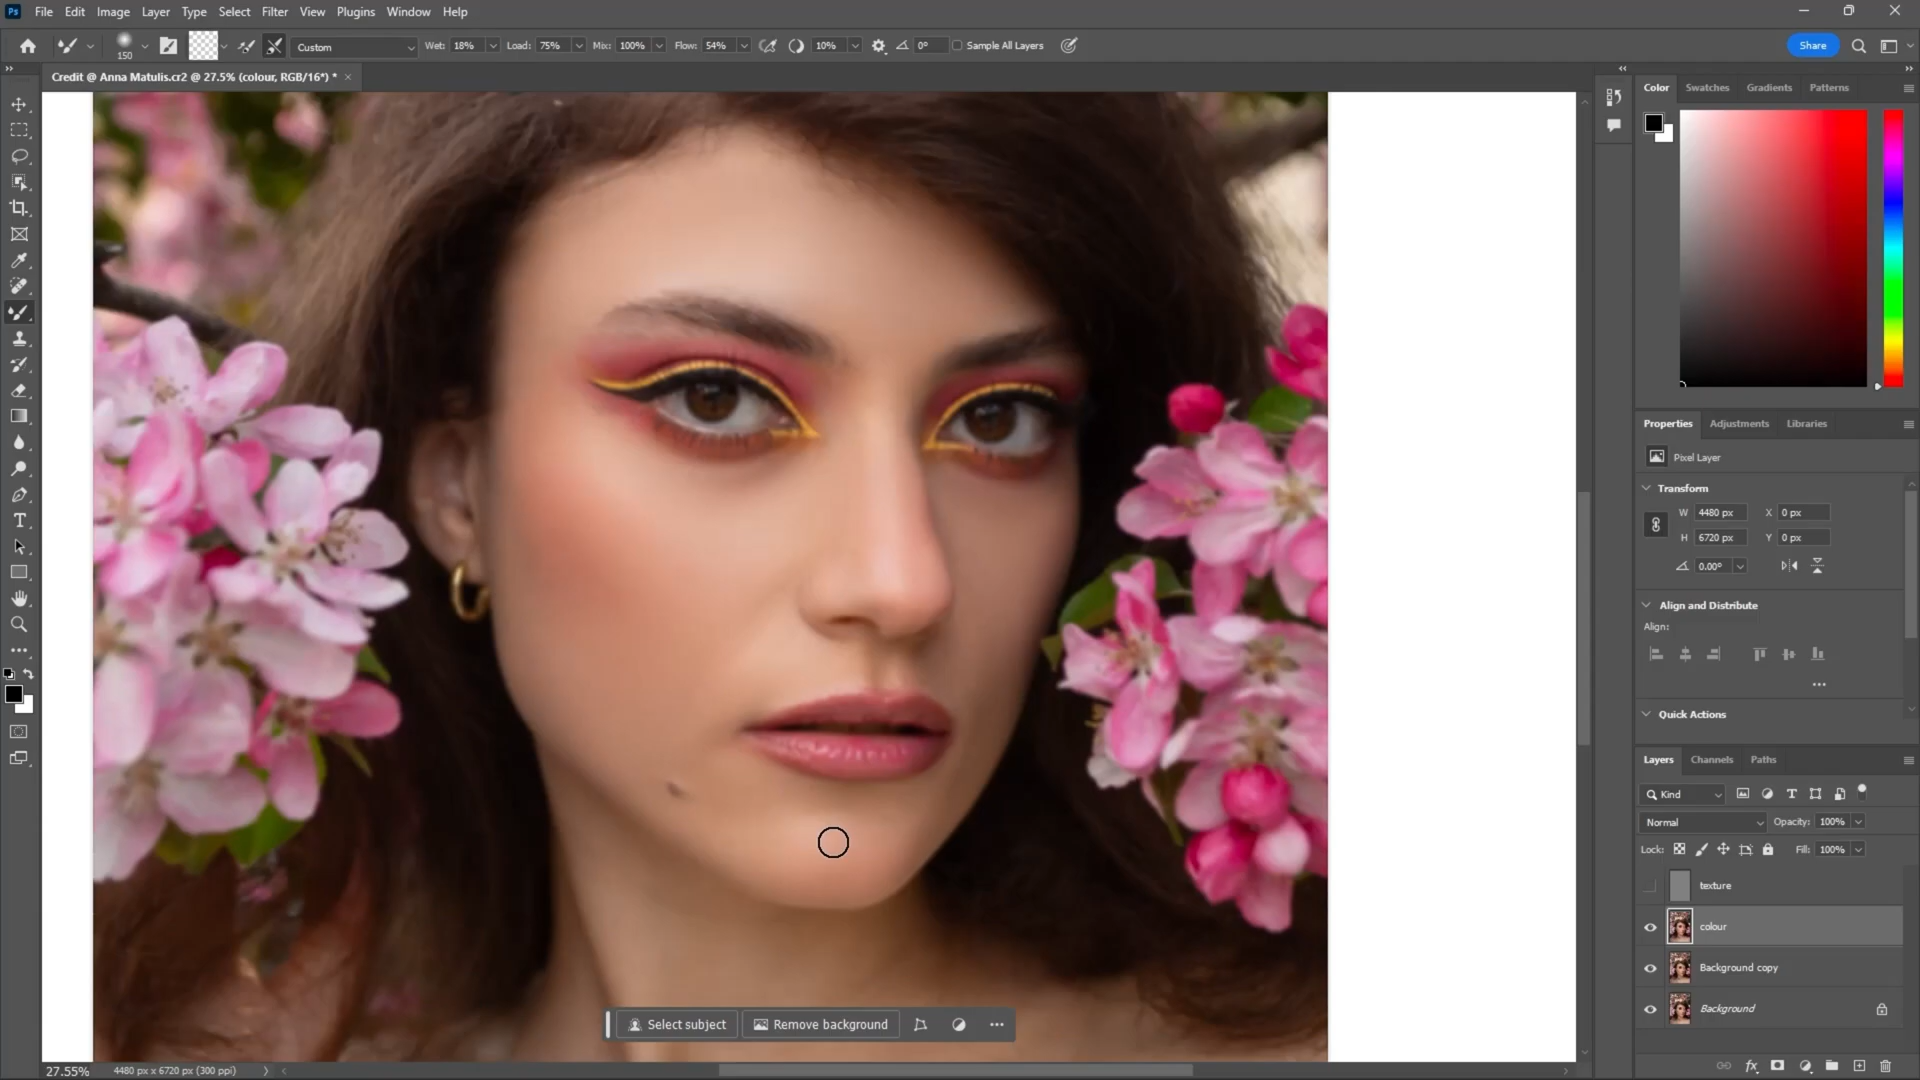 Ps File Edit Image Layer Type Select Filter View Plugins Window Help
150 Custom Wet: 18% Load: 75% Mix: 100% Flow: 54% 10% 0° Sample All Layers Share
Credit @ Anna Matulis.cr2 @ 27.5% (colour, RGB/16*) *
Color Swatches Gradients Patterns
Properties Adjustments Libraries
Pixel Layer
Transform
W 4480 px X 0 px
H 6720 px Y 0 px
0.00°
Align and Distribute
Align:
Quick Actions
Layers Channels Paths
Kind
Normal Opacity: 100%
Lock: Fill: 100%
texture
colour
Background copy
Background
Select subject Remove background
27.55% 4480 px x 6720 px (300 ppi)